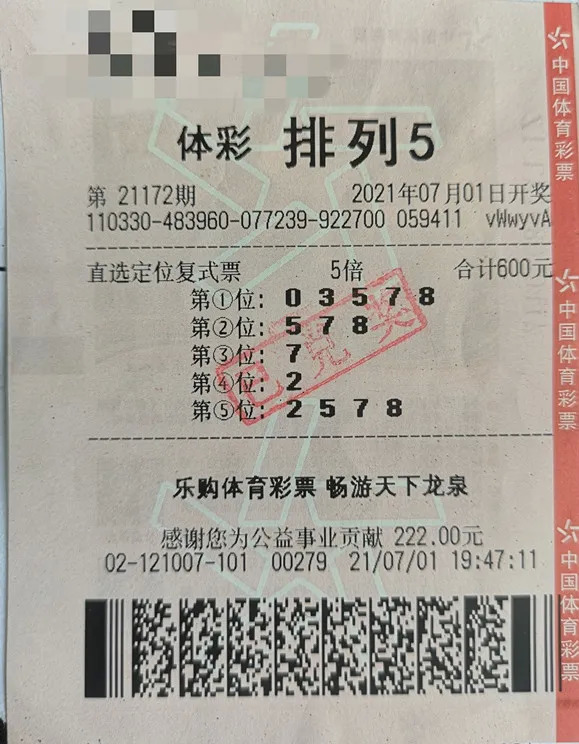 体彩 排列5
第 21172期 2021年07月01日开奖
110330-483960-077239-922700 059411 vWwyvA
直选定位复式票 5倍 合计600元
第①位: 0 3 5 7 8
第②位: 5 7 8
第③位: 7
第④位: 2
第⑤位: 2 5 7 8
已兑奖
乐购体育彩票 畅游天下龙泉
感谢您为公益事业贡献 222.00元
02-121007-101 00279 21/07/01 19:47:11
中国体育彩票
中国体育彩票
中国体育彩票